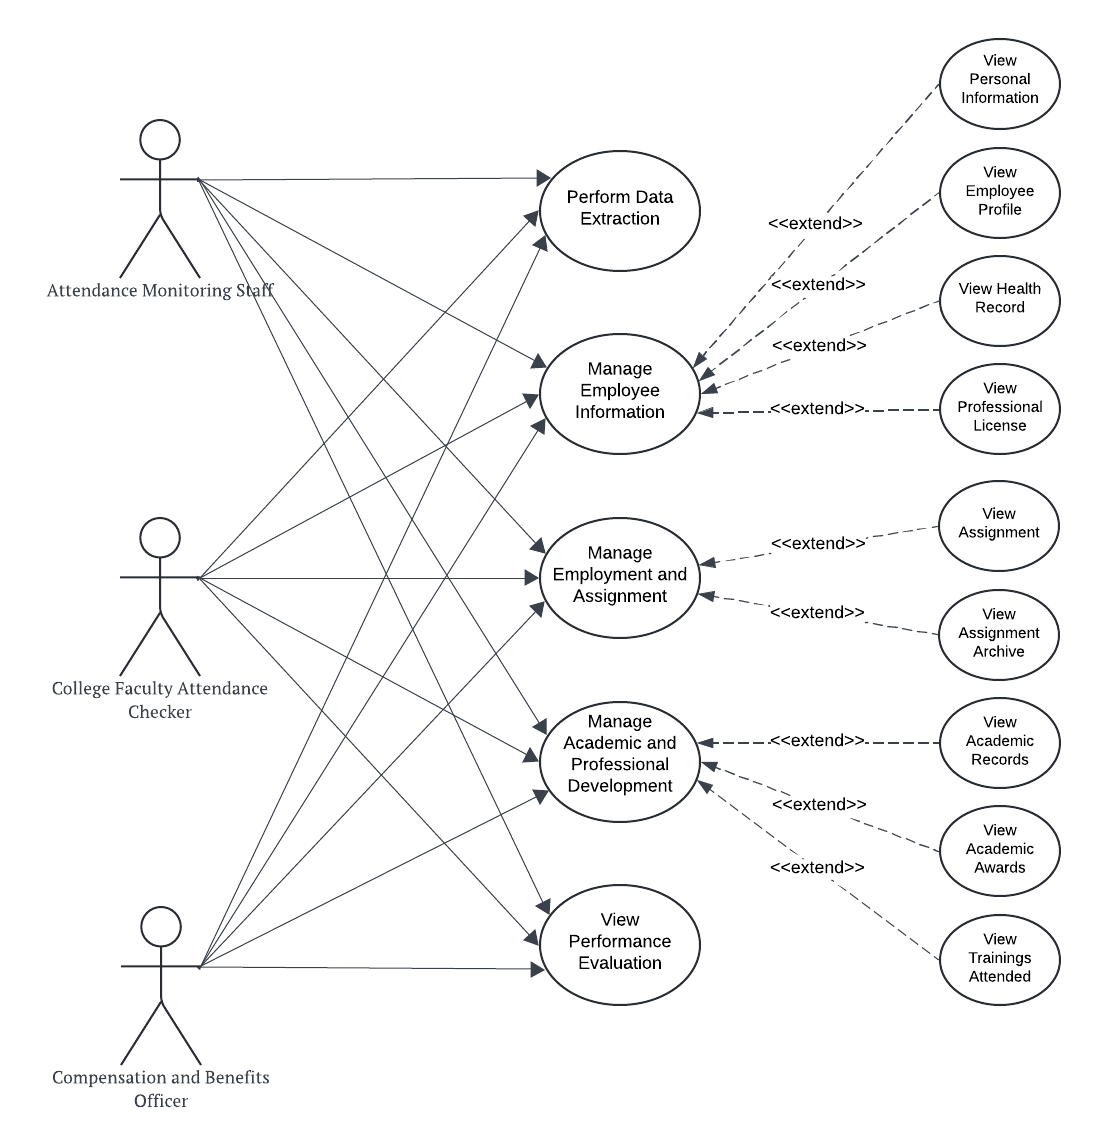 Attendance Monitoring Staff
College Faculty Attendance
Checker
Compensation and Benefits
Officer
Perform Data
Extraction
Manage
Employee
Information
Manage
Employment and
Assignment
Manage
Academic and
Professional
Development
View
Performance
Evaluation
<<extend>>
<<extend>>
<<extend>>
<<extend>>
<<extend>>
<<extend>>
<<extend>>
<<extend>>
<<extend>>
View
Personal
Information
View
Employee
Profile
View Health
Record
View
Professional
License
View
Assignment
View
Assignment
Archive
View
Academic
Records
View
Academic
Awards
View
Trainings
Attended